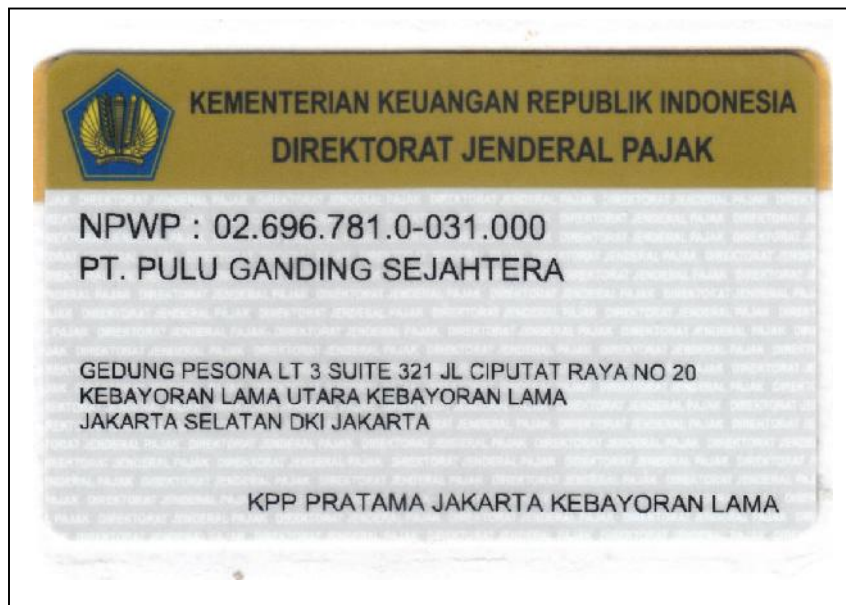 KEMENTERIAN KEUANGAN REPUBLIK INDONESIA
DIREKTORAT JENDERAL PAJAK
NPWP : 02.696.781.0-031.000
PT. PULU GANDING SEJAHTERA
GEDUNG PESONA LT 3 SUITE 321 JL CIPUTAT RAYA NO 20
KEBAYORAN LAMA UTARA KEBAYORAN LAMA
JAKARTA SELATAN DKI JAKARTA
KPP PRATAMA JAKARTA KEBAYORAN LAMA